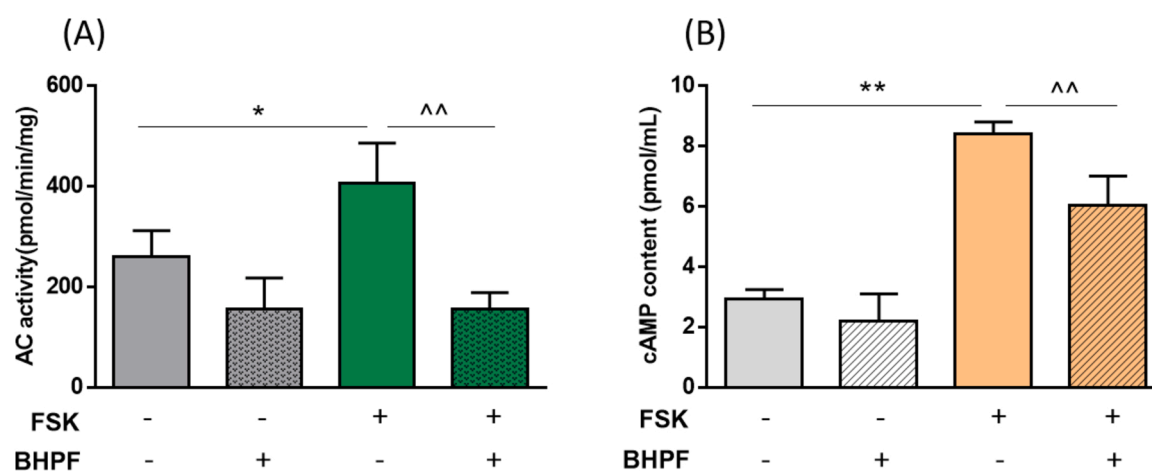 (A)
AC activity(pmol/min/mg)
600
400
200
0
* ^^
FSK - - + +
BHPF - + - +
(B)
cAMP content (pmol/mL)
10
8
6
4
2
0
** ^^
FSK - - + +
BHPF - + - +